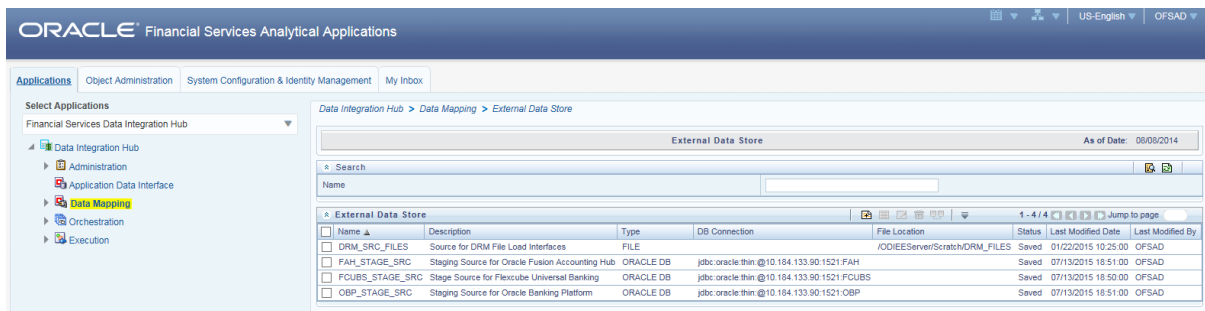 US-English OFSAD
ORACLE Financial Services Analytical Applications
Applications Object Administration System Configuration & Identity Management My Inbox
Select Applications
Financial Services Data Integration Hub
Data Integration Hub
Administration
Application Data Interface
Data Mapping
Orchestration
Execution
Data Integration Hub > Data Mapping > External Data Store
External Data Store As of Date: 08/08/2014
Search
Name
External Data Store 1 - 4 / 4 Jump to page
Name Description Type DB Connection File Location Status Last Modified Date Last Modified By
DRM_SRC_FILES Source for DRM File Load Interfaces FILE /ODIEEServer/Scratch/DRM_FILES Saved 01/22/2015 10:25:00 OFSAD
FAH_STAGE_SRC Staging Source for Oracle Fusion Accounting Hub ORACLE DB jdbc:oracle:thin:@10.184.133.90:1521:FAH Saved 07/13/2015 18:51:00 OFSAD
FCUBS_STAGE_SRC Stage Source for Flexcube Universal Banking ORACLE DB jdbc:oracle:thin:@10.184.133.90:1521:FCUBS Saved 07/13/2015 18:50:00 OFSAD
OBP_STAGE_SRC Staging Source for Oracle Banking Platform ORACLE DB jdbc:oracle:thin:@10.184.133.90:1521:OBP Saved 07/13/2015 18:51:00 OFSAD